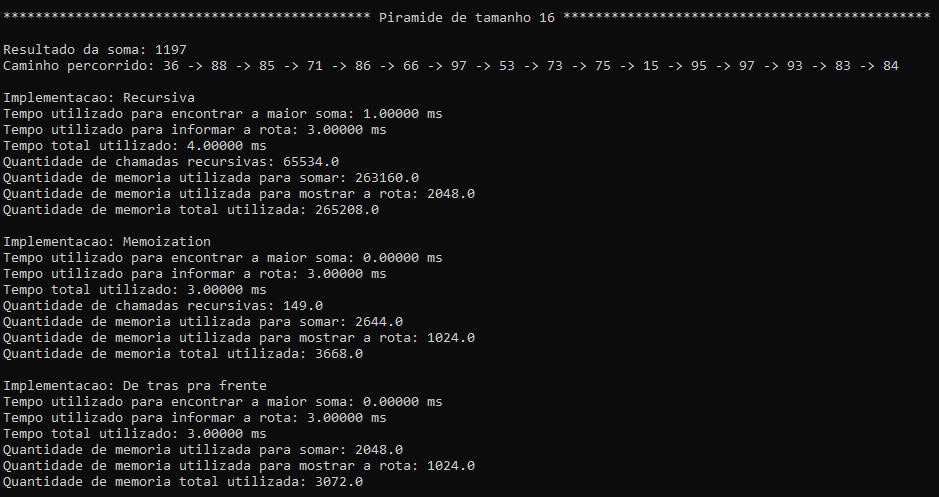 ********************************************** Piramide de tamanho 16 **********************************************
Resultado da soma: 1197
Caminho percorrido: 36 -> 88 -> 85 -> 71 -> 86 -> 66 -> 97 -> 53 -> 73 -> 75 -> 15 -> 95 -> 97 -> 93 -> 83 -> 84
Implementacao: Recursiva
Tempo utilizado para encontrar a maior soma: 1.00000 ms
Tempo utilizado para informar a rota: 3.00000 ms
Tempo total utilizado: 4.00000 ms
Quantidade de chamadas recursivas: 65534.0
Quantidade de memoria utilizada para somar: 263160.0
Quantidade de memoria utilizada para mostrar a rota: 2048.0
Quantidade de memoria total utilizada: 265208.0
Implementacao: Memoization
Tempo utilizado para encontrar a maior soma: 0.00000 ms
Tempo utilizado para informar a rota: 3.00000 ms
Tempo total utilizado: 3.00000 ms
Quantidade de chamadas recursivas: 149.0
Quantidade de memoria utilizada para somar: 2644.0
Quantidade de memoria utilizada para mostrar a rota: 1024.0
Quantidade de memoria total utilizada: 3668.0
Implementacao: De tras pra frente
Tempo utilizado para encontrar a maior soma: 0.00000 ms
Tempo utilizado para informar a rota: 3.00000 ms
Tempo total utilizado: 3.00000 ms
Quantidade de memoria utilizada para somar: 2048.0
Quantidade de memoria utilizada para mostrar a rota: 1024.0
Quantidade de memoria total utilizada: 3072.0